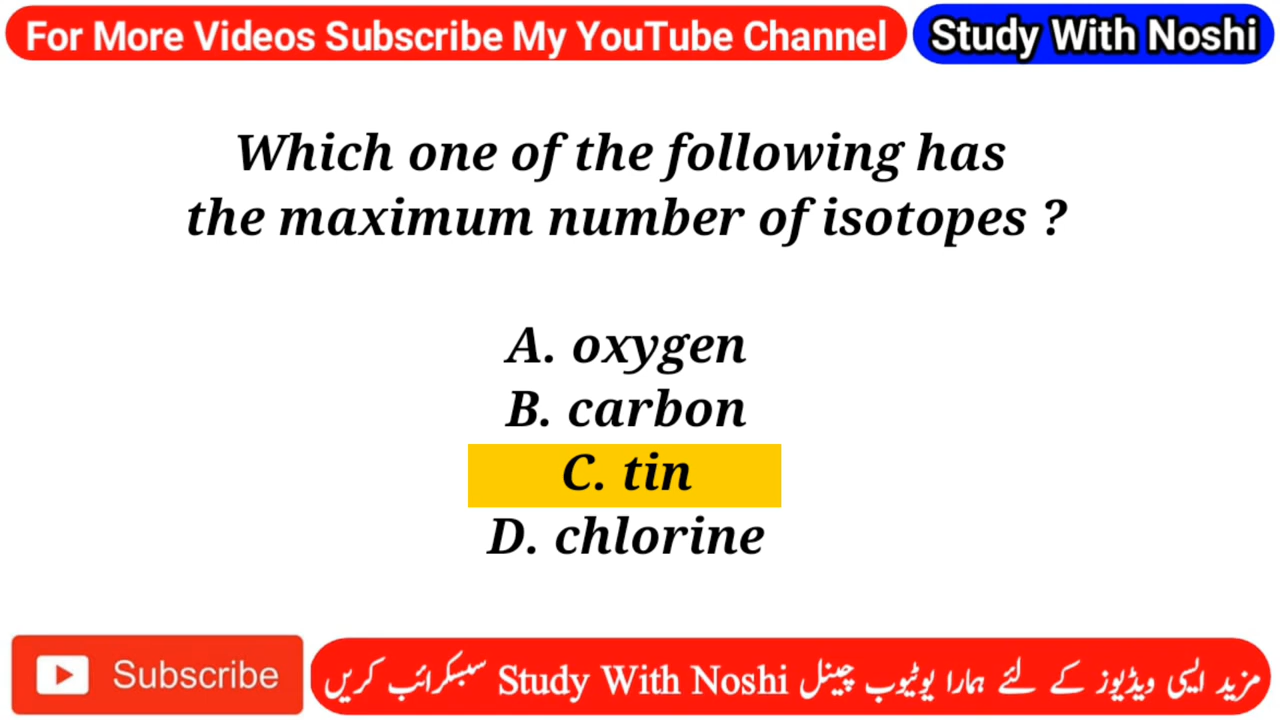 For More Videos Subscribe My YouTube Channel
Study With Noshi
Which one of the following has
the maximum number of isotopes ?
A. oxygen
B. carbon
C. tin
D. chlorine
Subscribe
مزید ایسی ویڈیوز کے لئے ہمارا یوٹیوب چینل Study With Noshi سبسکرائب کریں